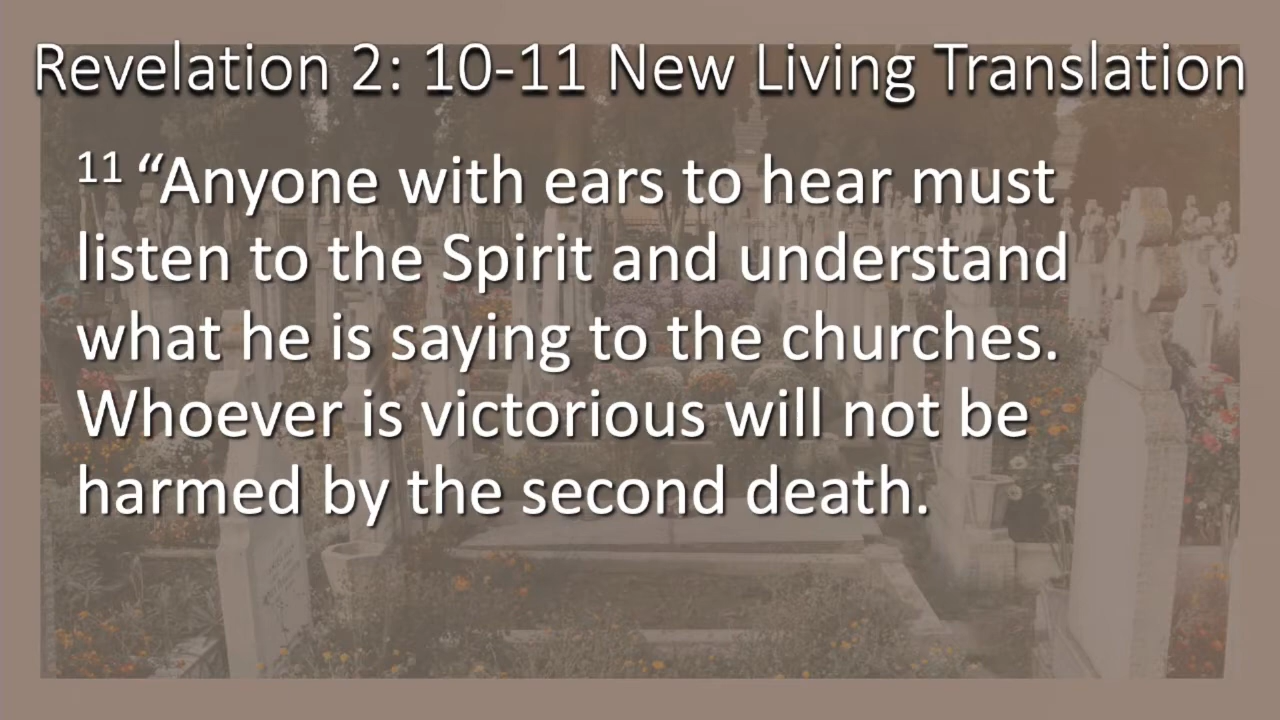 Revelation 2: 10-11 New Living Translation
11 “Anyone with ears to hear must
listen to the Spirit and understand
what he is saying to the churches.
Whoever is victorious will not be
harmed by the second death.